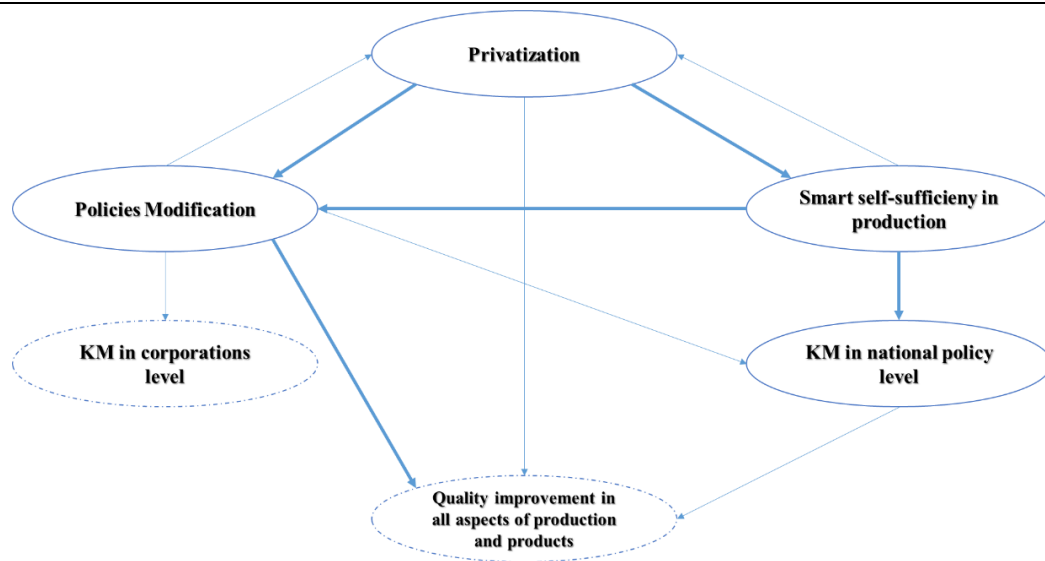 Privatization
Policies Modification
Smart self-sufficieny in
production
KM in corporations
level
KM in national policy
level
Quality improvement in
all aspects of production
and products